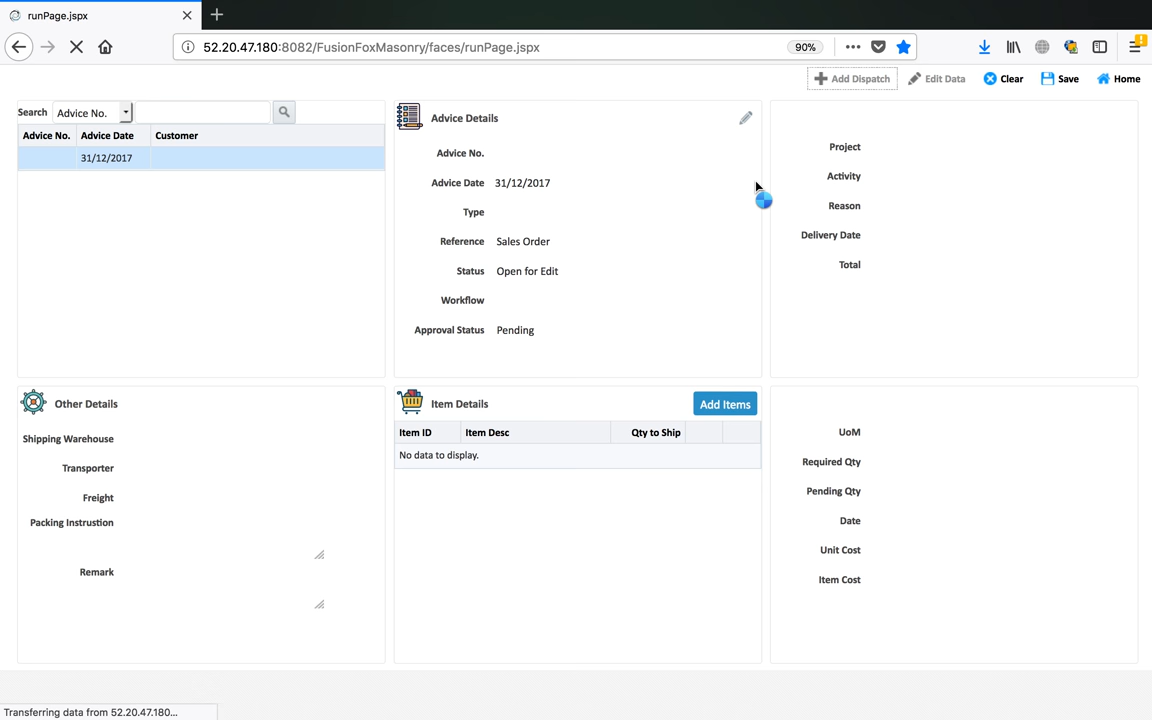 runPage.jspx
52.20.47.180:8082/FusionFoxMasonry/faces/runPage.jspx
90%
Add Dispatch
Edit Data
Clear
Save
Home
Search
Advice No.
Advice No. Advice Date Customer
31/12/2017
Advice Details
Advice No.
Advice Date 31/12/2017
Type
Reference Sales Order
Status Open for Edit
Workflow
Approval Status Pending
Project
Activity
Reason
Delivery Date
Total
Other Details
Shipping Warehouse
Transporter
Freight
Packing Instrustion
Remark
Item Details
Add Items
Item ID Item Desc Qty to Ship
No data to display.
UoM
Required Qty
Pending Qty
Date
Unit Cost
Item Cost
Transferring data from 52.20.47.180...